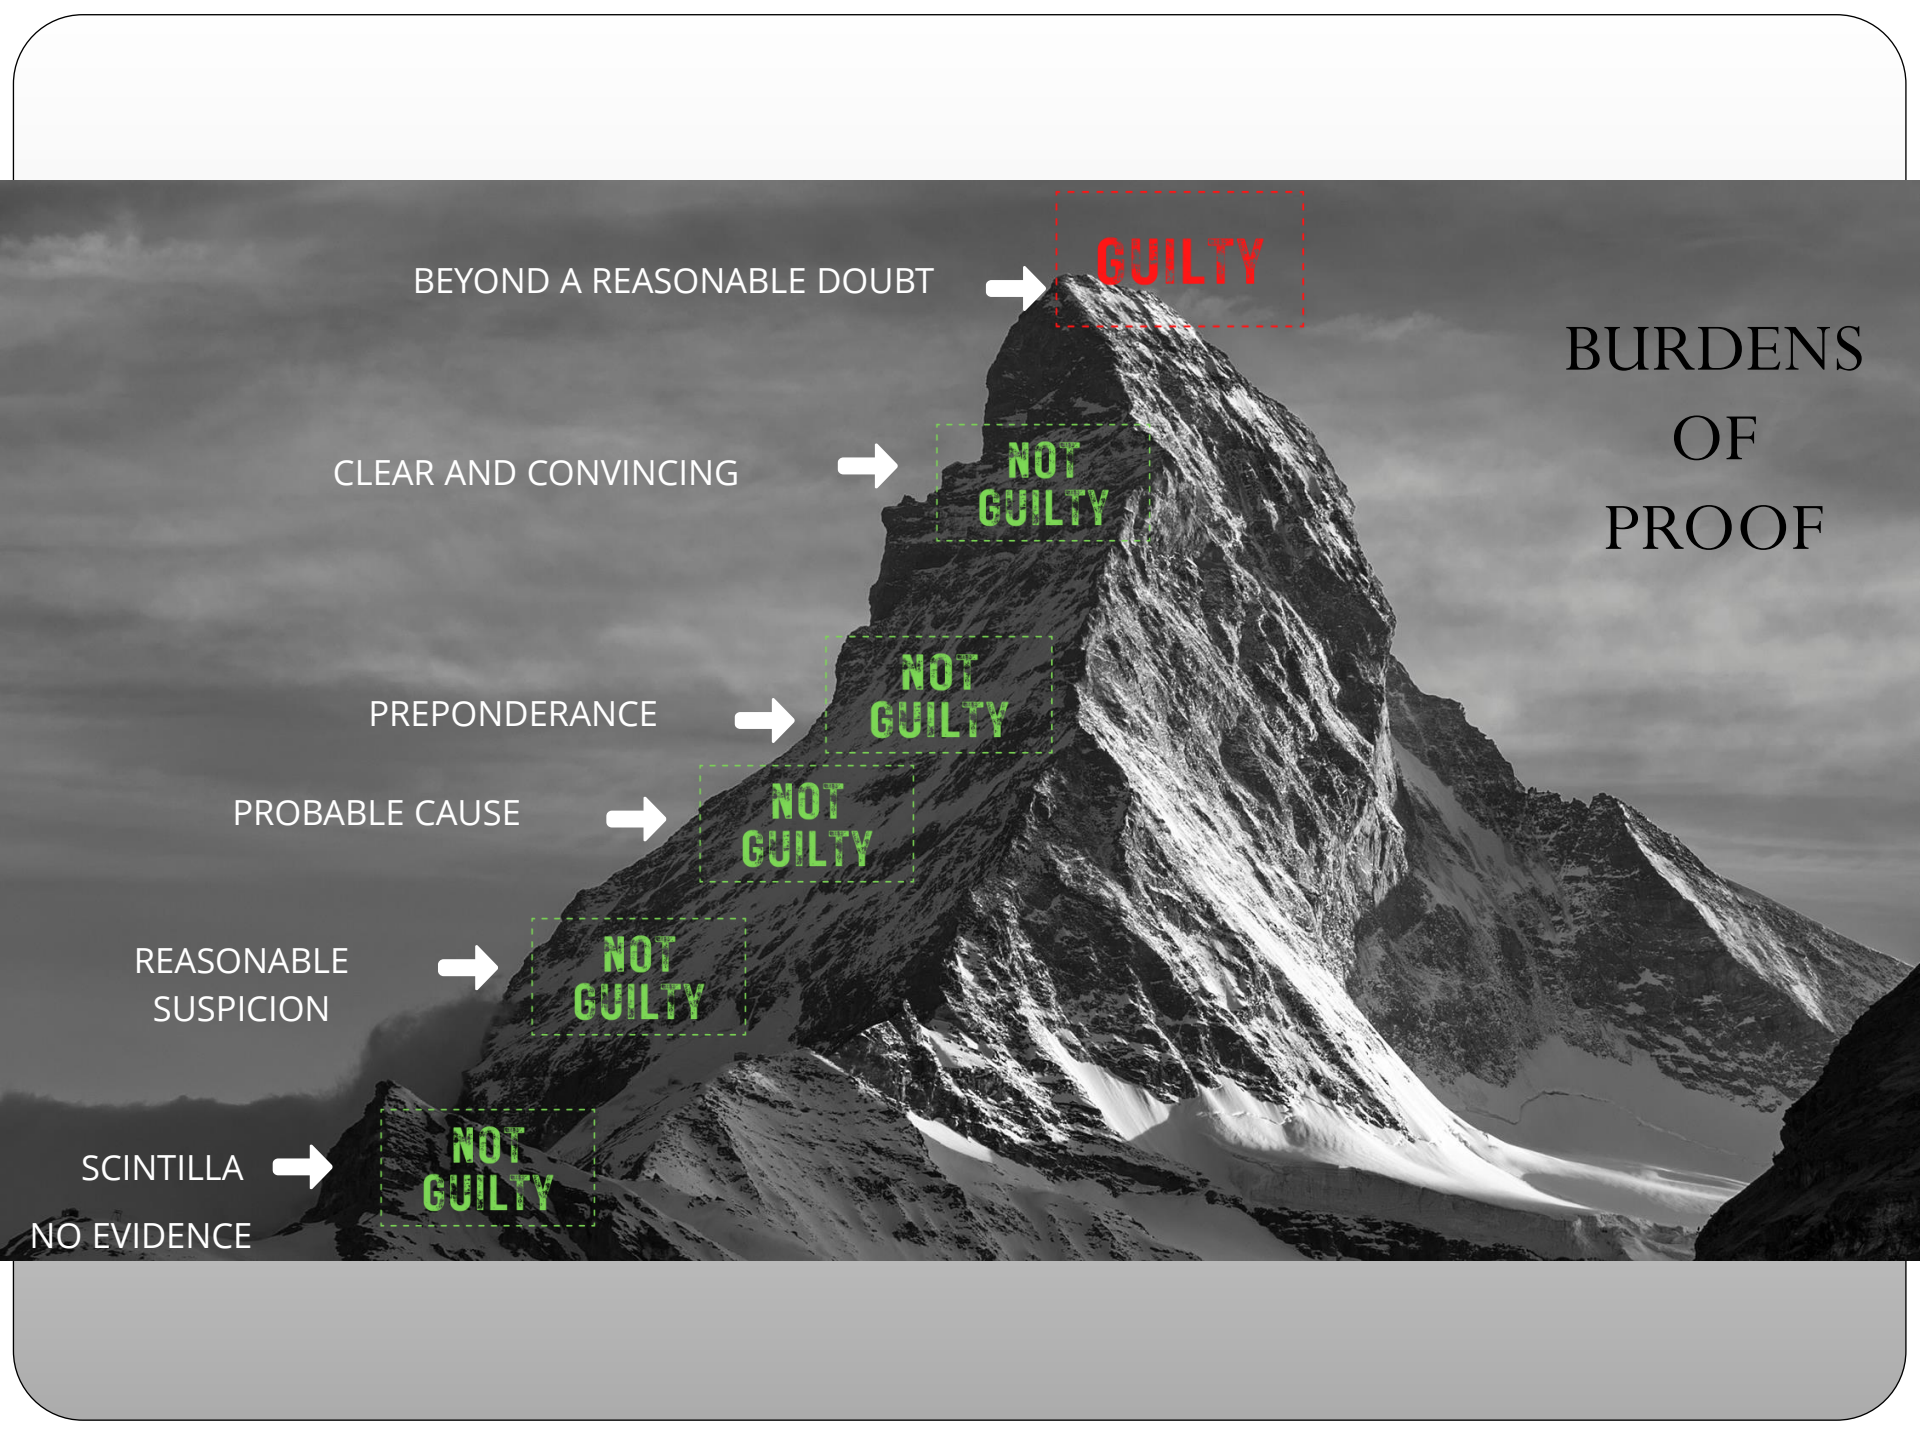 GUILTY
BEYOND A REASONABLE DOUBT
BURDENS
OF
PROOF
CLEAR AND CONVINCING
NOT
GUILTY
PREPONDERANCE
NOT
GUILTY
PROBABLE CAUSE
NOT
GUILTY
REASONABLE
SUSPICION
NOT
GUILTY
SCINTILLA
NOT
GUILTY
NO EVIDENCE